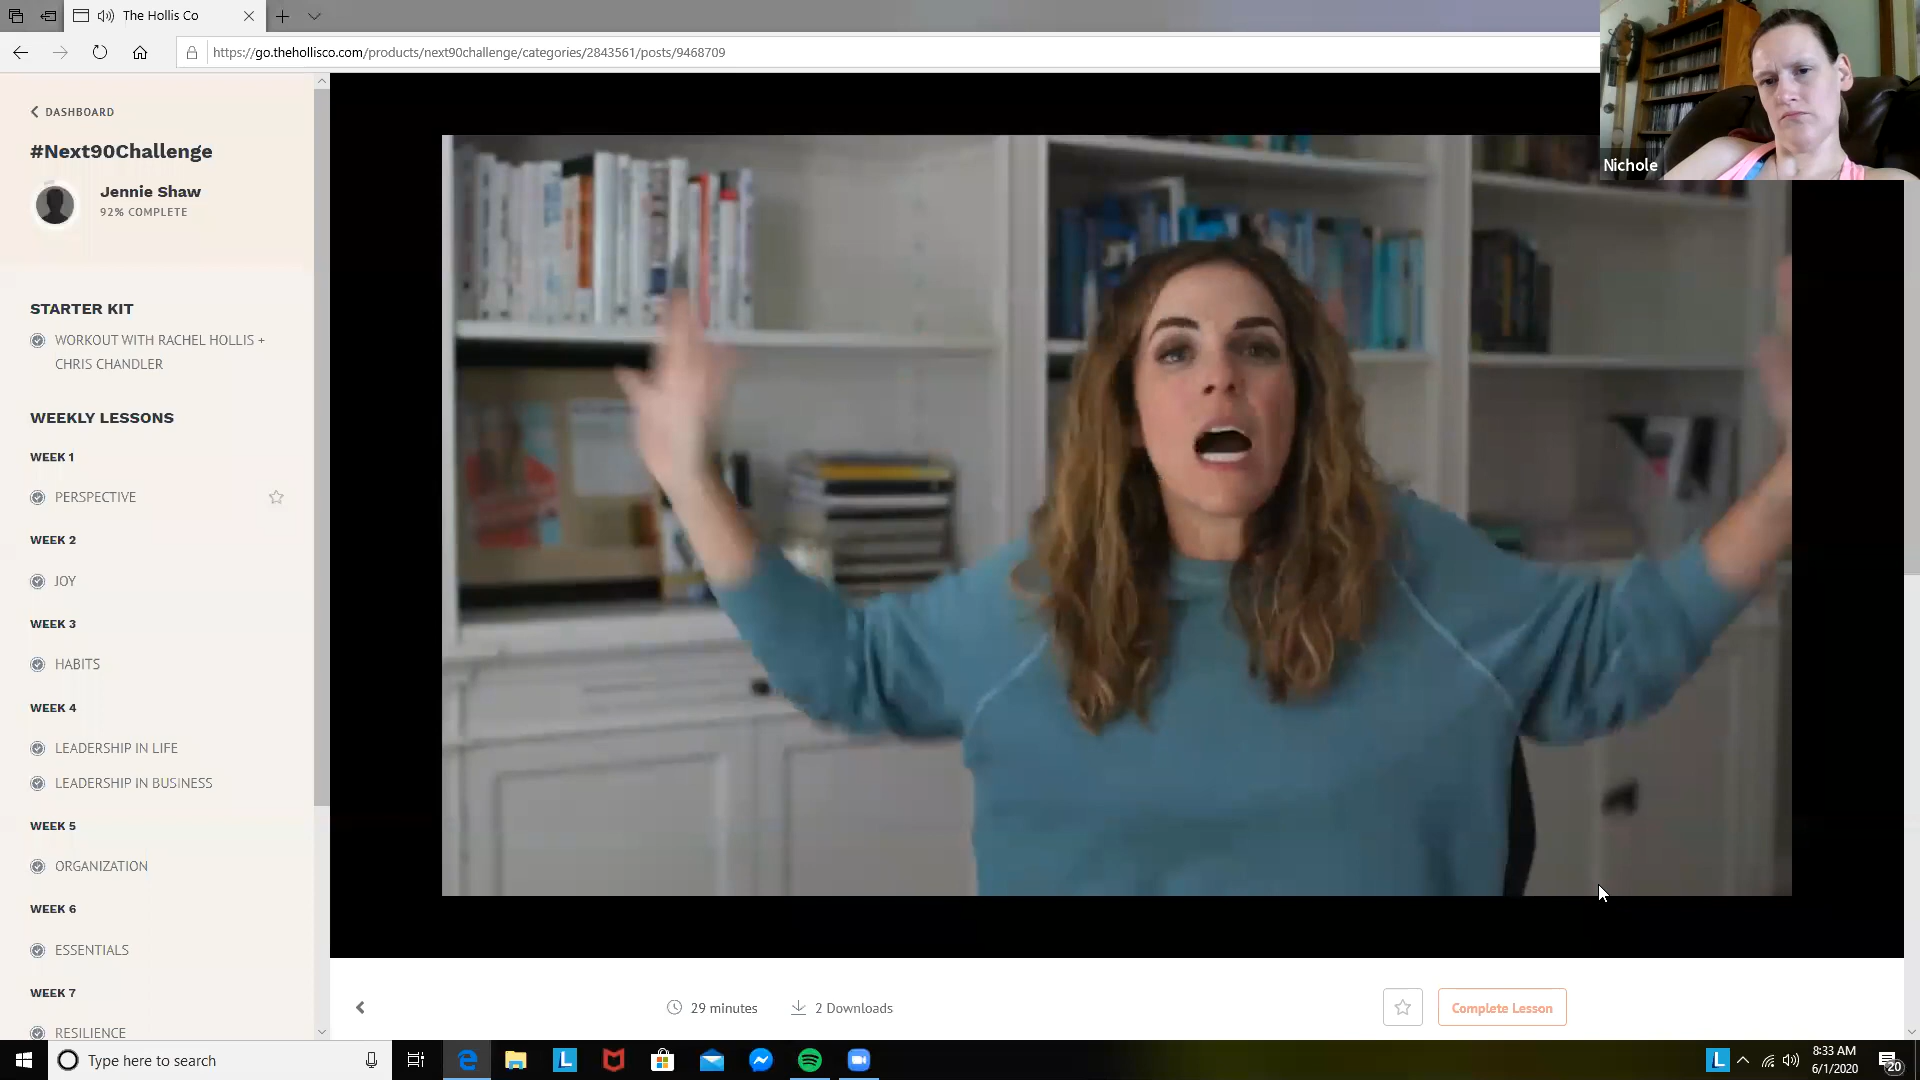 The Hollis Co
https://go.thehollisco.com/products/next90challenge/categories/2843561/posts/9468709
DASHBOARD
#Next90Challenge
Jennie Shaw
92% COMPLETE
STARTER KIT
WORKOUT WITH RACHEL HOLLIS +
CHRIS CHANDLER
WEEKLY LESSONS
WEEK 1
PERSPECTIVE
WEEK 2
JOY
WEEK 3
HABITS
WEEK 4
LEADERSHIP IN LIFE
LEADERSHIP IN BUSINESS
WEEK 5
ORGANIZATION
WEEK 6
ESSENTIALS
WEEK 7
RESILIENCE
Nichole
29 minutes
2 Downloads
Complete Lesson
Type here to search
L
L
8:33 AM
6/1/2020
20